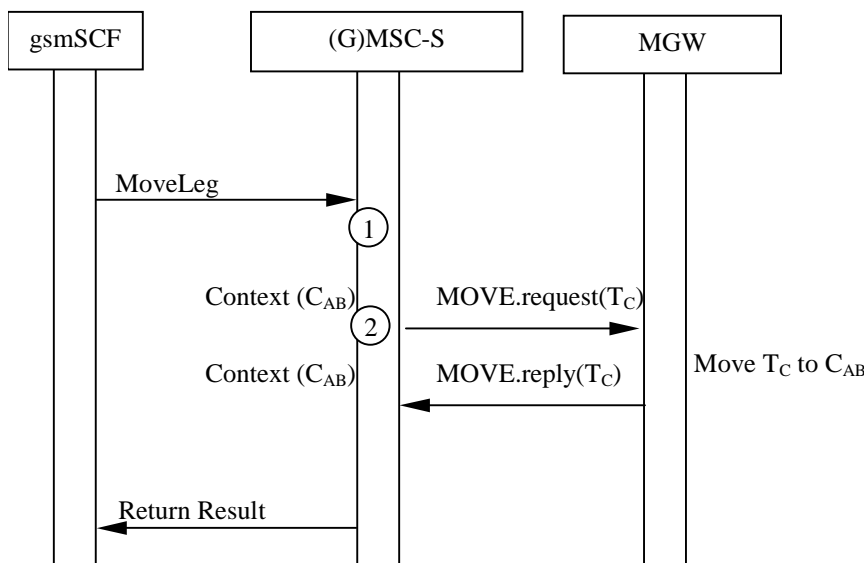 gsmSCF
(G)MSC-S
MGW
MoveLeg
1
Context (C_AB)
MOVE.request(T_C)
2
Move T_C to C_AB
Context (C_AB)
MOVE.reply(T_C)
Return Result